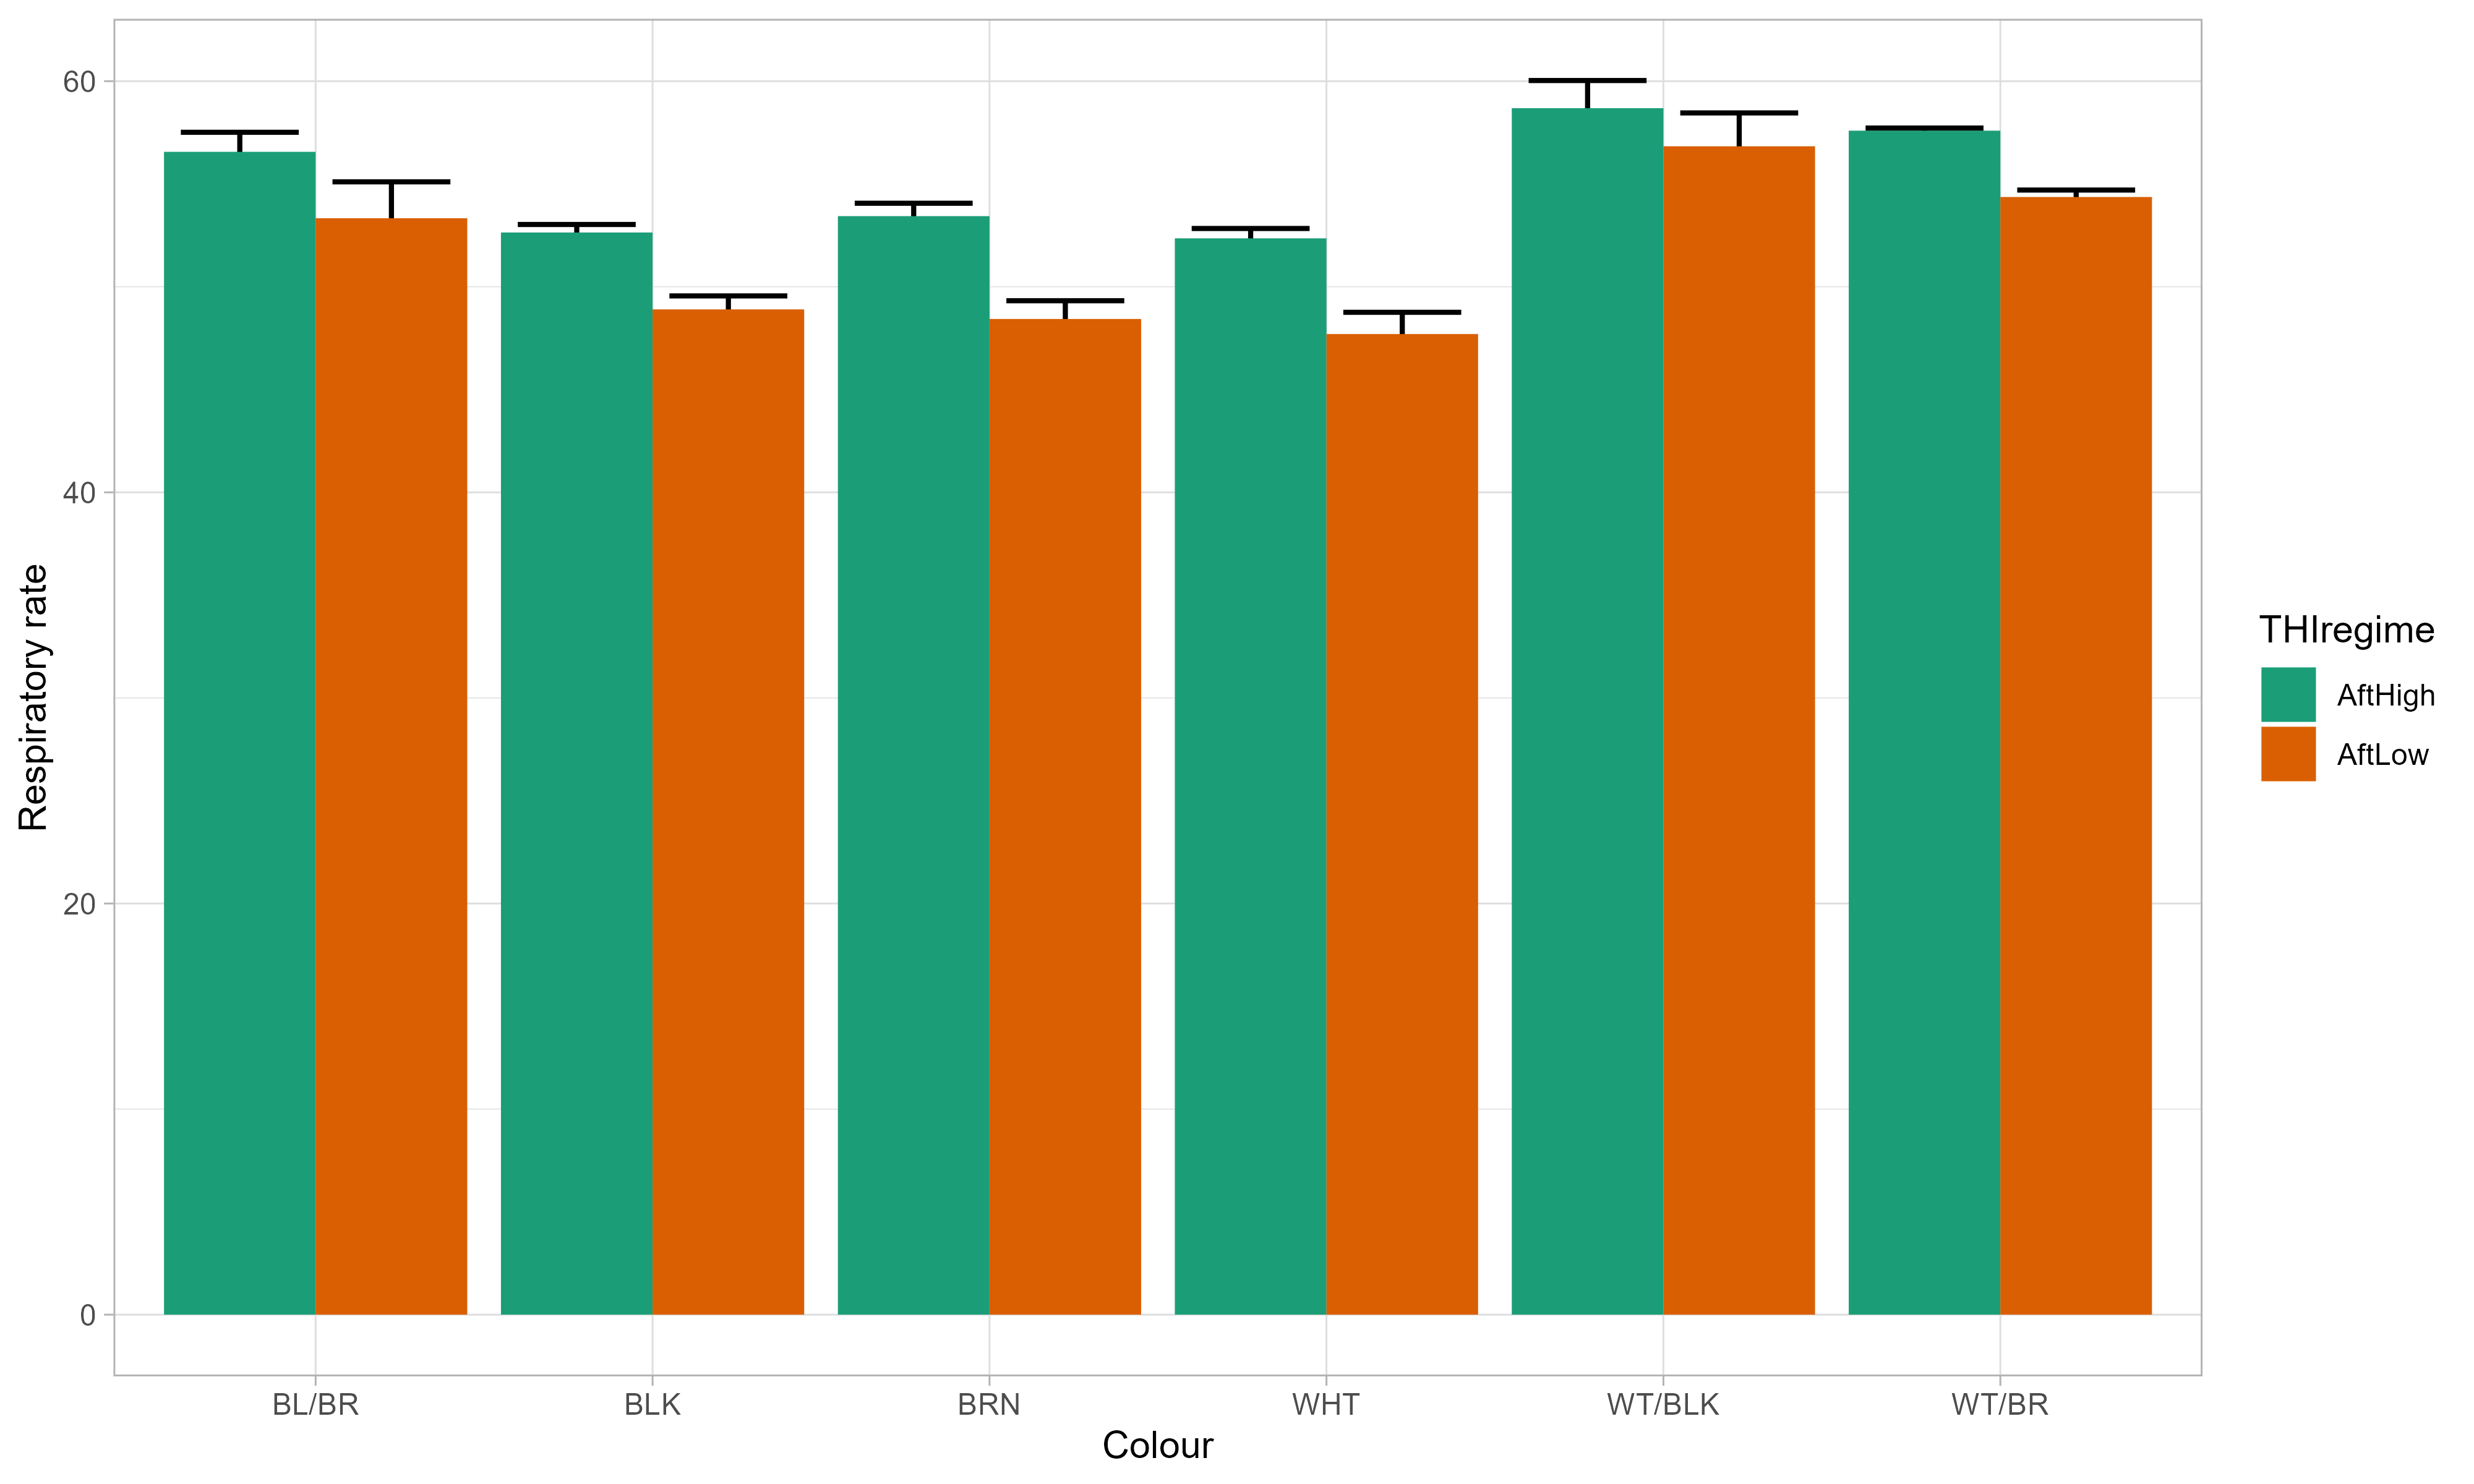 60
40
20
0
Respiratory rate
BL/BR BLK BRN WHT WT/BLK WT/BR
Colour
THIregime
AftHigh
AftLow